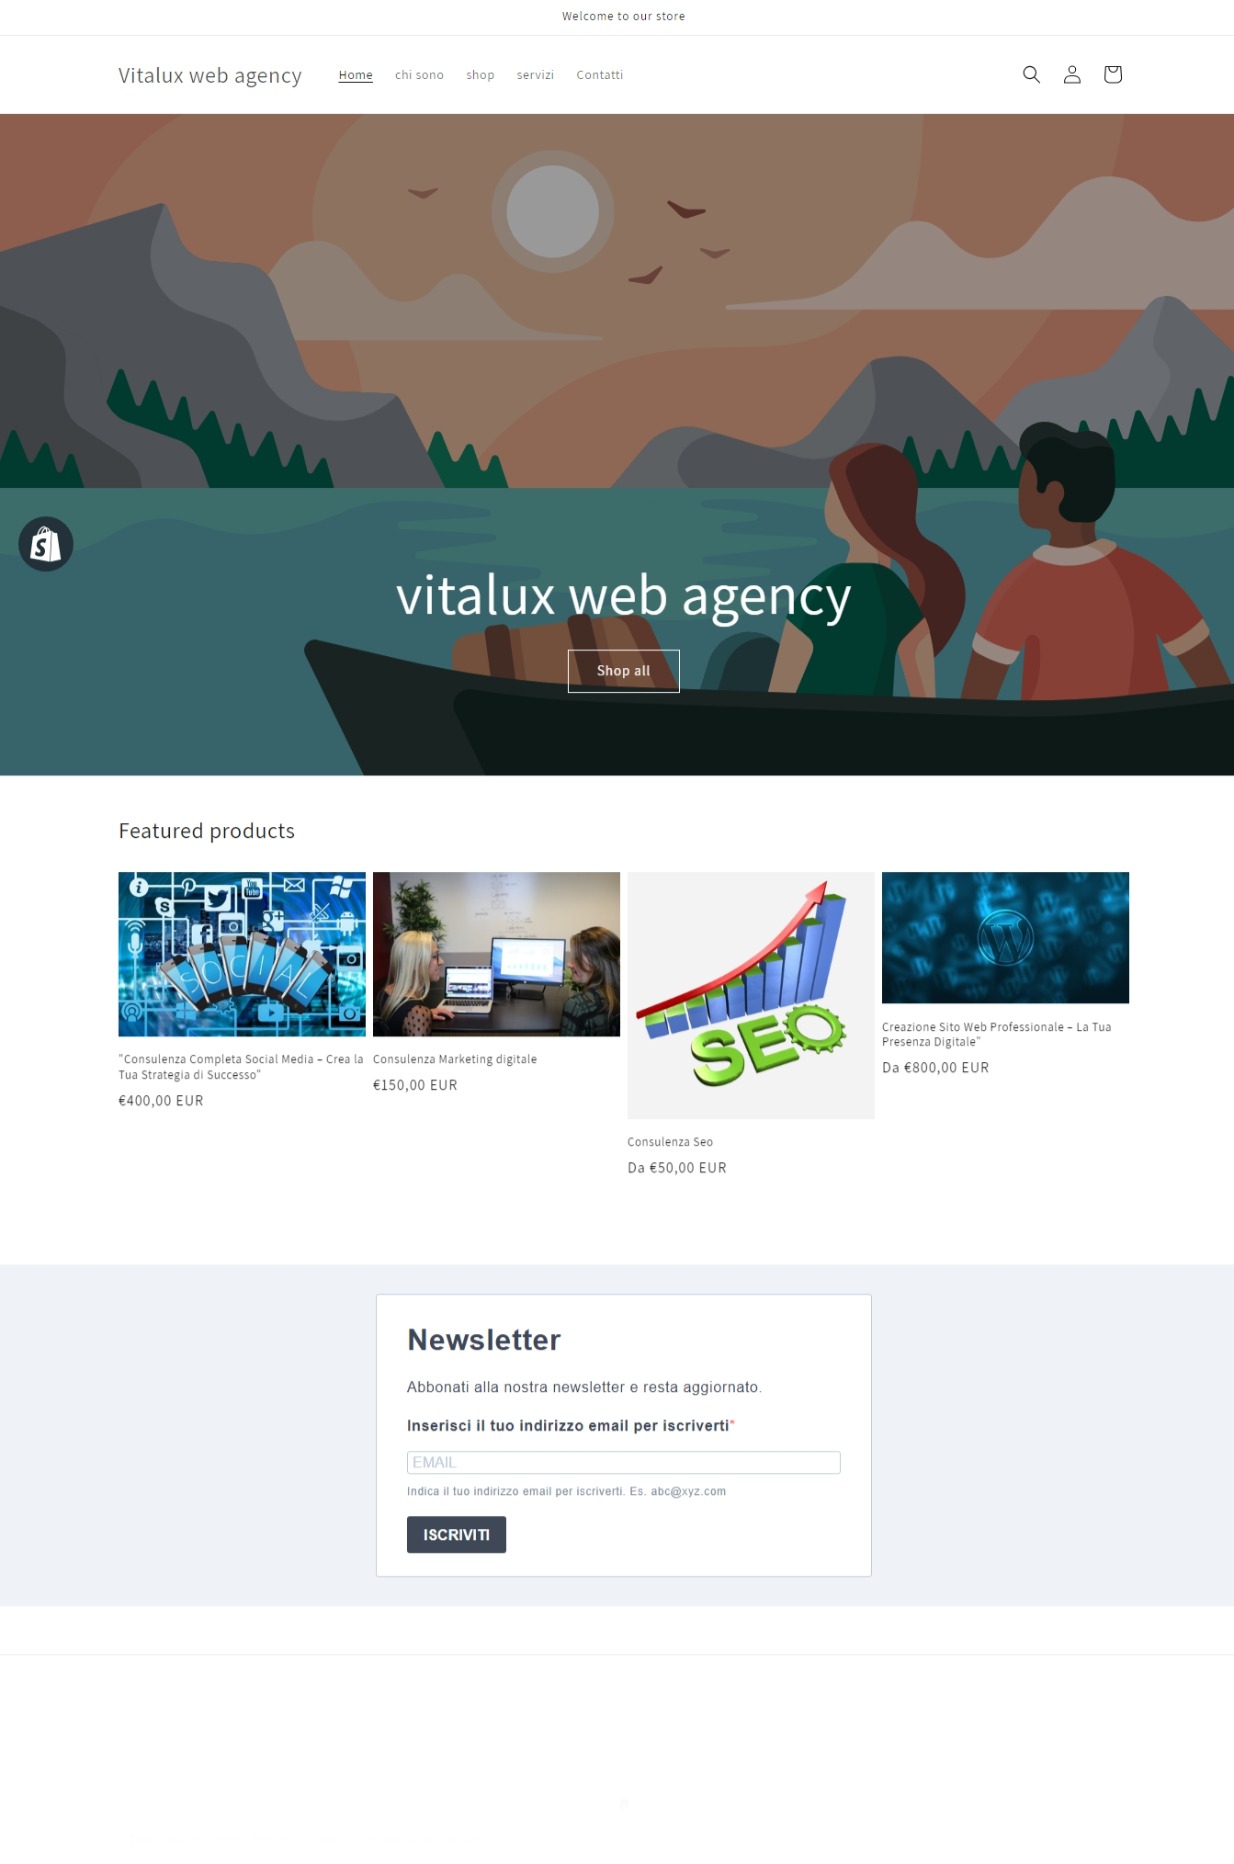 Welcome to our store
Vitalux web agency
Home chi sono shop servizi Contatti
vitalux web agency
Shop all
Featured products
SOCIAL
"Consulenza Completa Social Media – Crea la
Tua Strategia di Successo"
€400,00 EUR
Consulenza Marketing digitale
€150,00 EUR
SEO
Consulenza Seo
Da €50,00 EUR
Creazione Sito Web Professionale – La Tua
Presenza Digitale"
Da €800,00 EUR
Newsletter
Abbonati alla nostra newsletter e resta aggiornato.
Inserisci il tuo indirizzo email per iscriverti*
EMAIL
Indica il tuo indirizzo email per iscriverti. Es. abc@xyz.com
ISCRIVITI